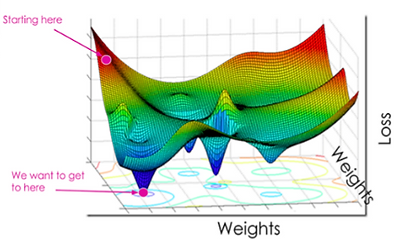 Starting here
We want to get
to here
Loss
Weights
Weights